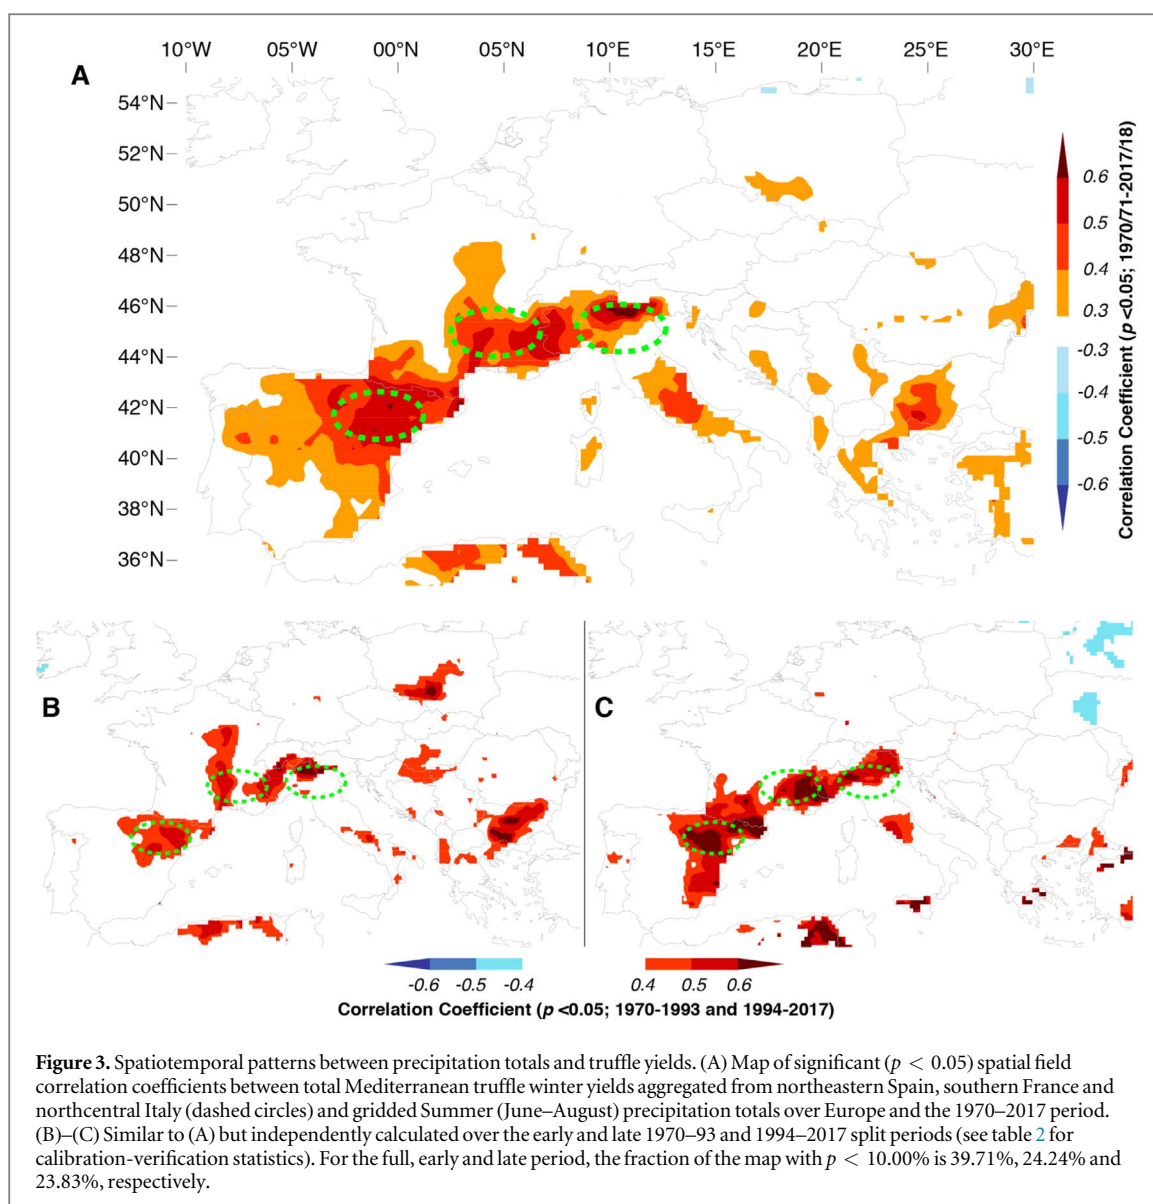 10°W 05°W 00°N 05°E 10°E 15°E 20°E 25°E 30°E
A
54°N
52°N
50°N
48°N
46°N
44°N
42°N
40°N
38°N
36°N
0.6
0.5
0.4
0.3
-0.3
-0.4
-0.5
-0.6
Correlation Coefficient (p <0.05; 1970/71-2017/18)
B
C
-0.6 -0.5 -0.4
0.4 0.5 0.6
Correlation Coefficient (p <0.05; 1970-1993 and 1994-2017)
Figure 3. Spatiotemporal patterns between precipitation totals and truffle yields. (A) Map of significant (p < 0.05) spatial field
correlation coefficients between total Mediterranean truffle winter yields aggregated from northeastern Spain, southern France and
northcentral Italy (dashed circles) and gridded Summer (June–August) precipitation totals over Europe and the 1970–2017 period.
(B)–(C) Similar to (A) but independently calculated over the early and late 1970–93 and 1994–2017 split periods (see table 2 for
calibration-verification statistics). For the full, early and late period, the fraction of the map with p < 10.00% is 39.71%, 24.24% and
23.83%, respectively.